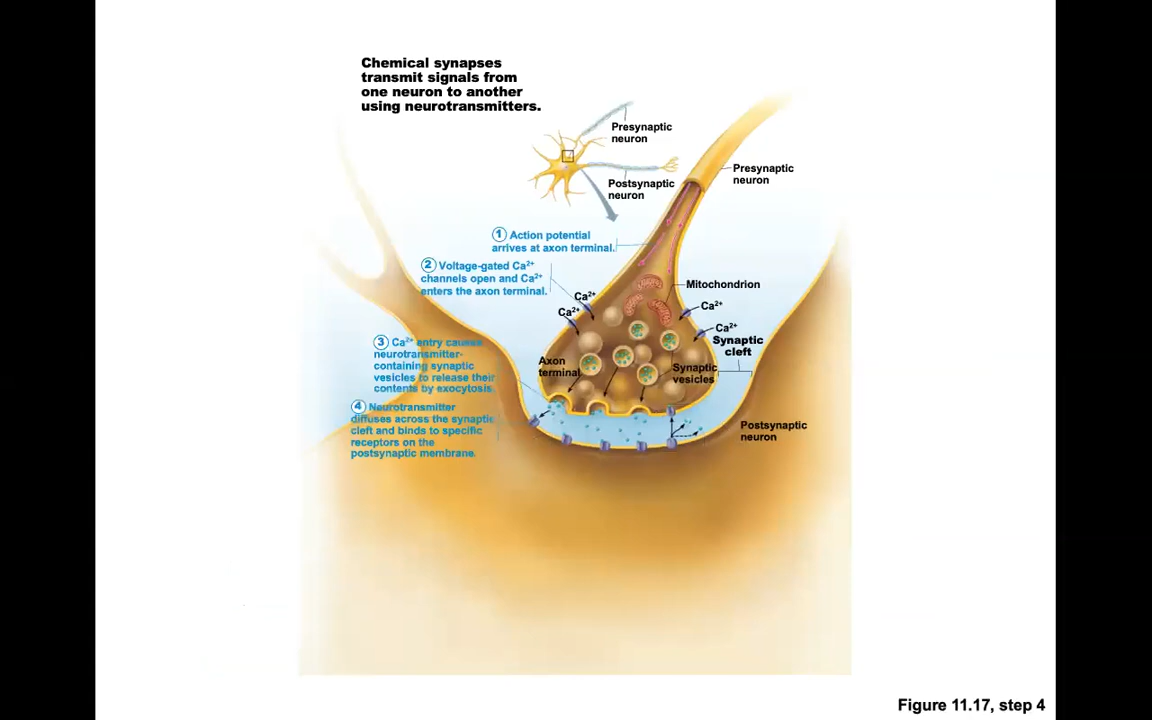 Chemical synapses
transmit signals from
one neuron to another
using neurotransmitters.
Presynaptic
neuron
Presynaptic
neuron
Postsynaptic
neuron
1 Action potential
arrives at axon terminal.
2 Voltage-gated Ca²⁺
channels open and Ca²⁺
enters the axon terminal.
Mitochondrion
Ca²⁺
Ca²⁺
Ca²⁺
Ca²⁺
Synaptic
cleft
3 Ca²⁺ entry causes
neurotransmitter-
containing synaptic
vesicles to release their
contents by exocytosis
Axon
terminal
Synaptic
vesicles
4 Neurotransmitter
diffuses across the synaptic
cleft and binds to specific
receptors on the
postsynaptic membrane.
Postsynaptic
neuron
Figure 11.17, step 4